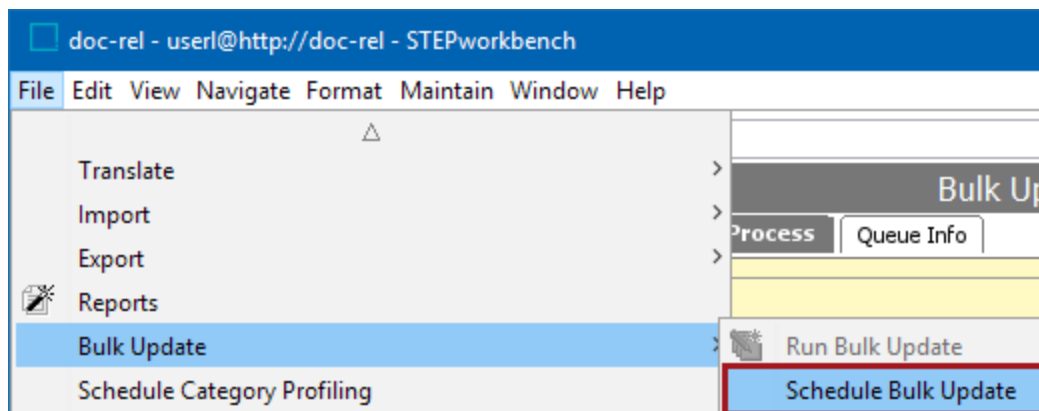 doc-rel - userl@http://doc-rel - STEPworkbench
File Edit View Navigate Format Maintain Window Help
Translate
Import
Bulk Up
Process Queue Info
Export
Reports
Bulk Update
Run Bulk Update
Schedule Category Profiling
Schedule Bulk Update